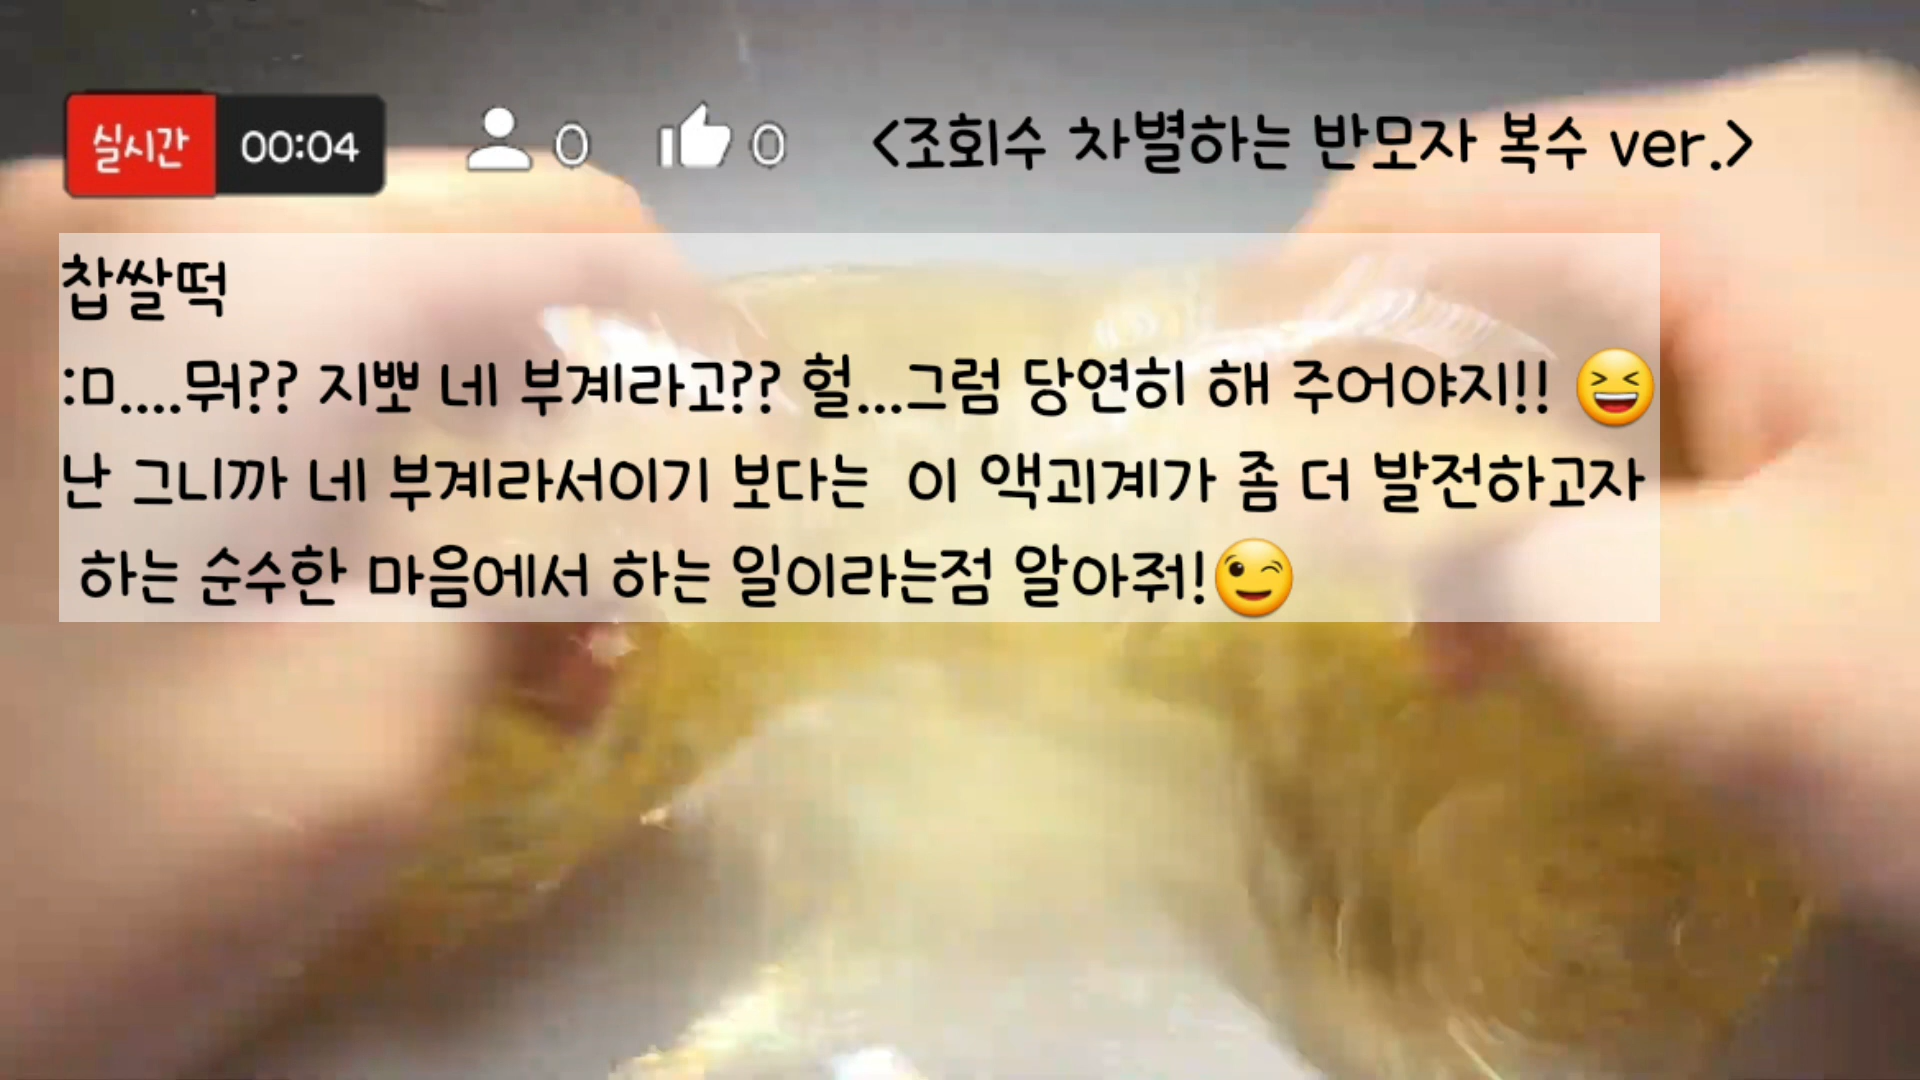 실시간 00:04 0 0 <조회수 차별하는 반모자 복수 ver.>
찹쌀떡
:ㅁ....뭐?? 지뽀 네 부계라고?? 헐...그럼 당연히 해 주어야지!! 😆
난 그니까 네 부계라서이기 보다는 이 액괴계가 좀 더 발전하고자
하는 순수한 마음에서 하는 일이라는점 알아줘!😉